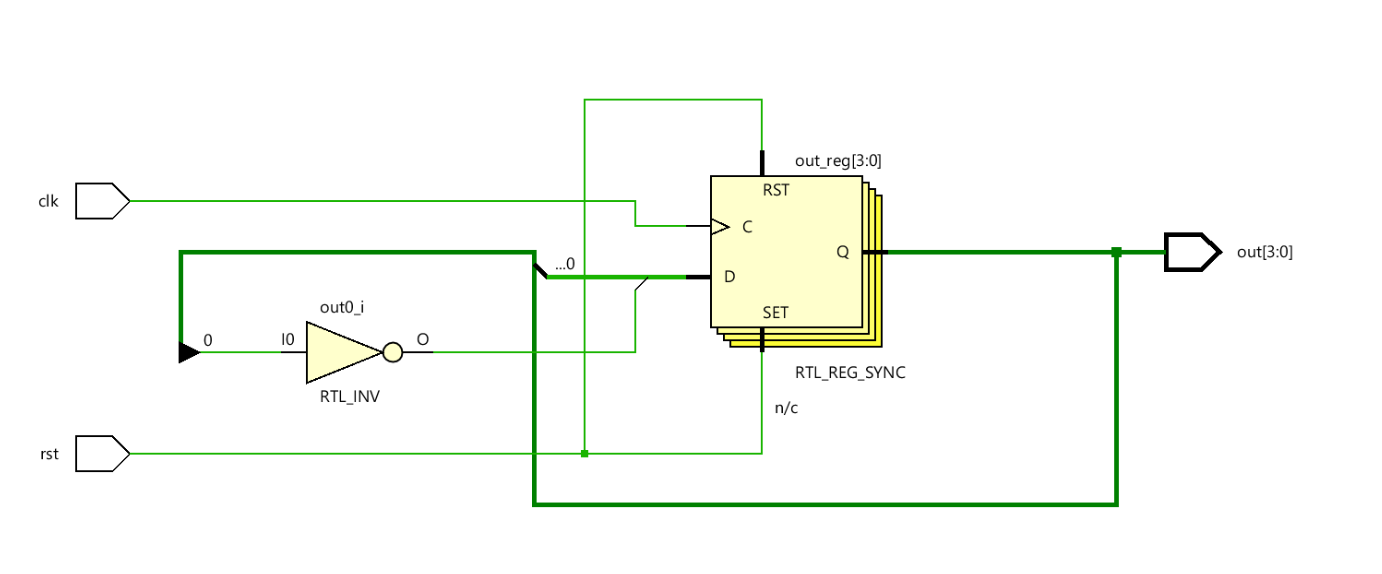 out_reg[3:0]
RST
clk
C
Q
out[3:0]
...0
D
out0_i
SET
0
I0
O
RTL_REG_SYNC
RTL_INV
n/c
rst